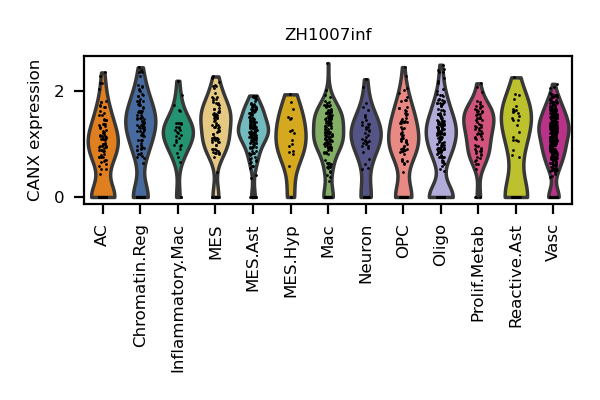 ZH1007inf
CANX expression
2
0
AC
Chromatin.Reg
Inflammatory.Mac
MES
MES.Ast
MES.Hyp
Mac
Neuron
OPC
Oligo
Prolif.Metab
Reactive.Ast
Vasc